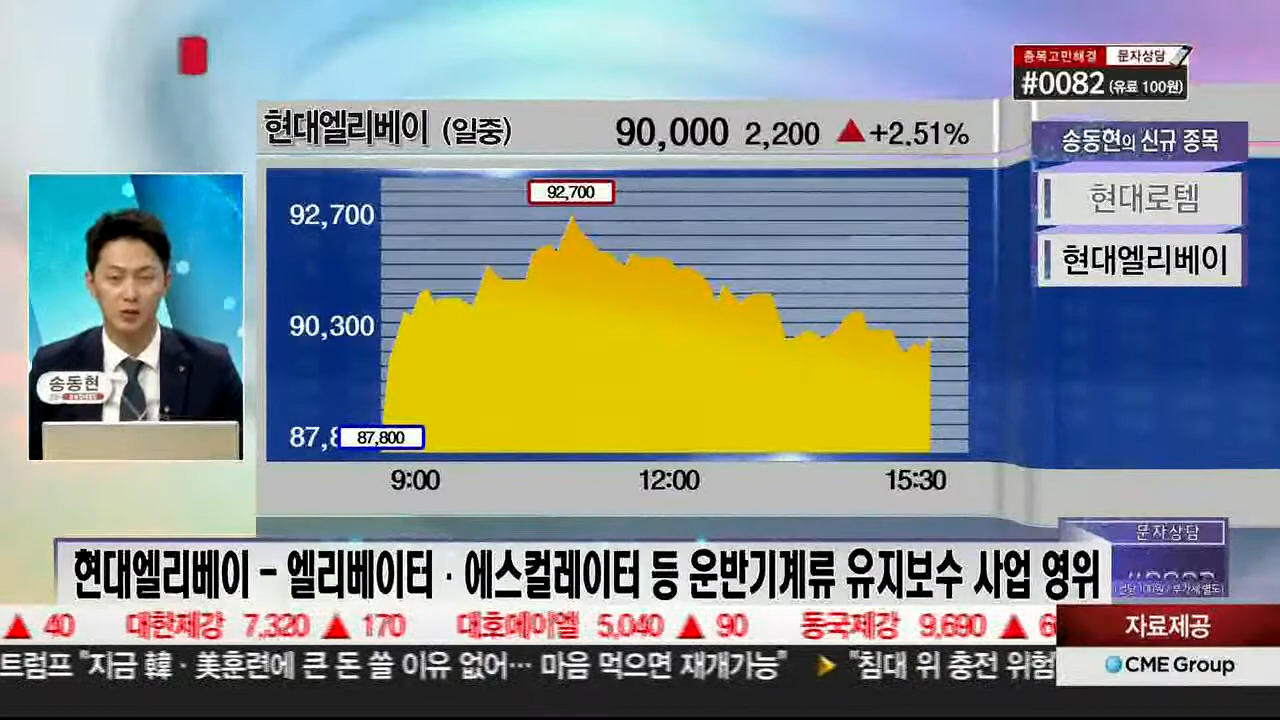 종목고민해결 문자상담
#0082 (유료 100원)
현대엘리베이 (일중) 90,000 2,200 ▲+2.51%
송동현의 신규 종목
현대로템
현대엘리베이
92,700
92,700
90,300
87,800
9:00 12:00 15:30
송동현
현대엘리베이 - 엘리베이터·에스컬레이터 등 운반기계류 유지보수 사업 영위
문자상담
▲ 40 대한제강 7,320 ▲ 170 대호에이엘 5,040 ▲ 90 동국제강 9,690 ▲
자료제공
트럼프 "지금 韓·美훈련에 큰 돈 쓸 이유 없어… 마음 먹으면 재개가능" ▶ "침대 위 충전 위험
CME Group